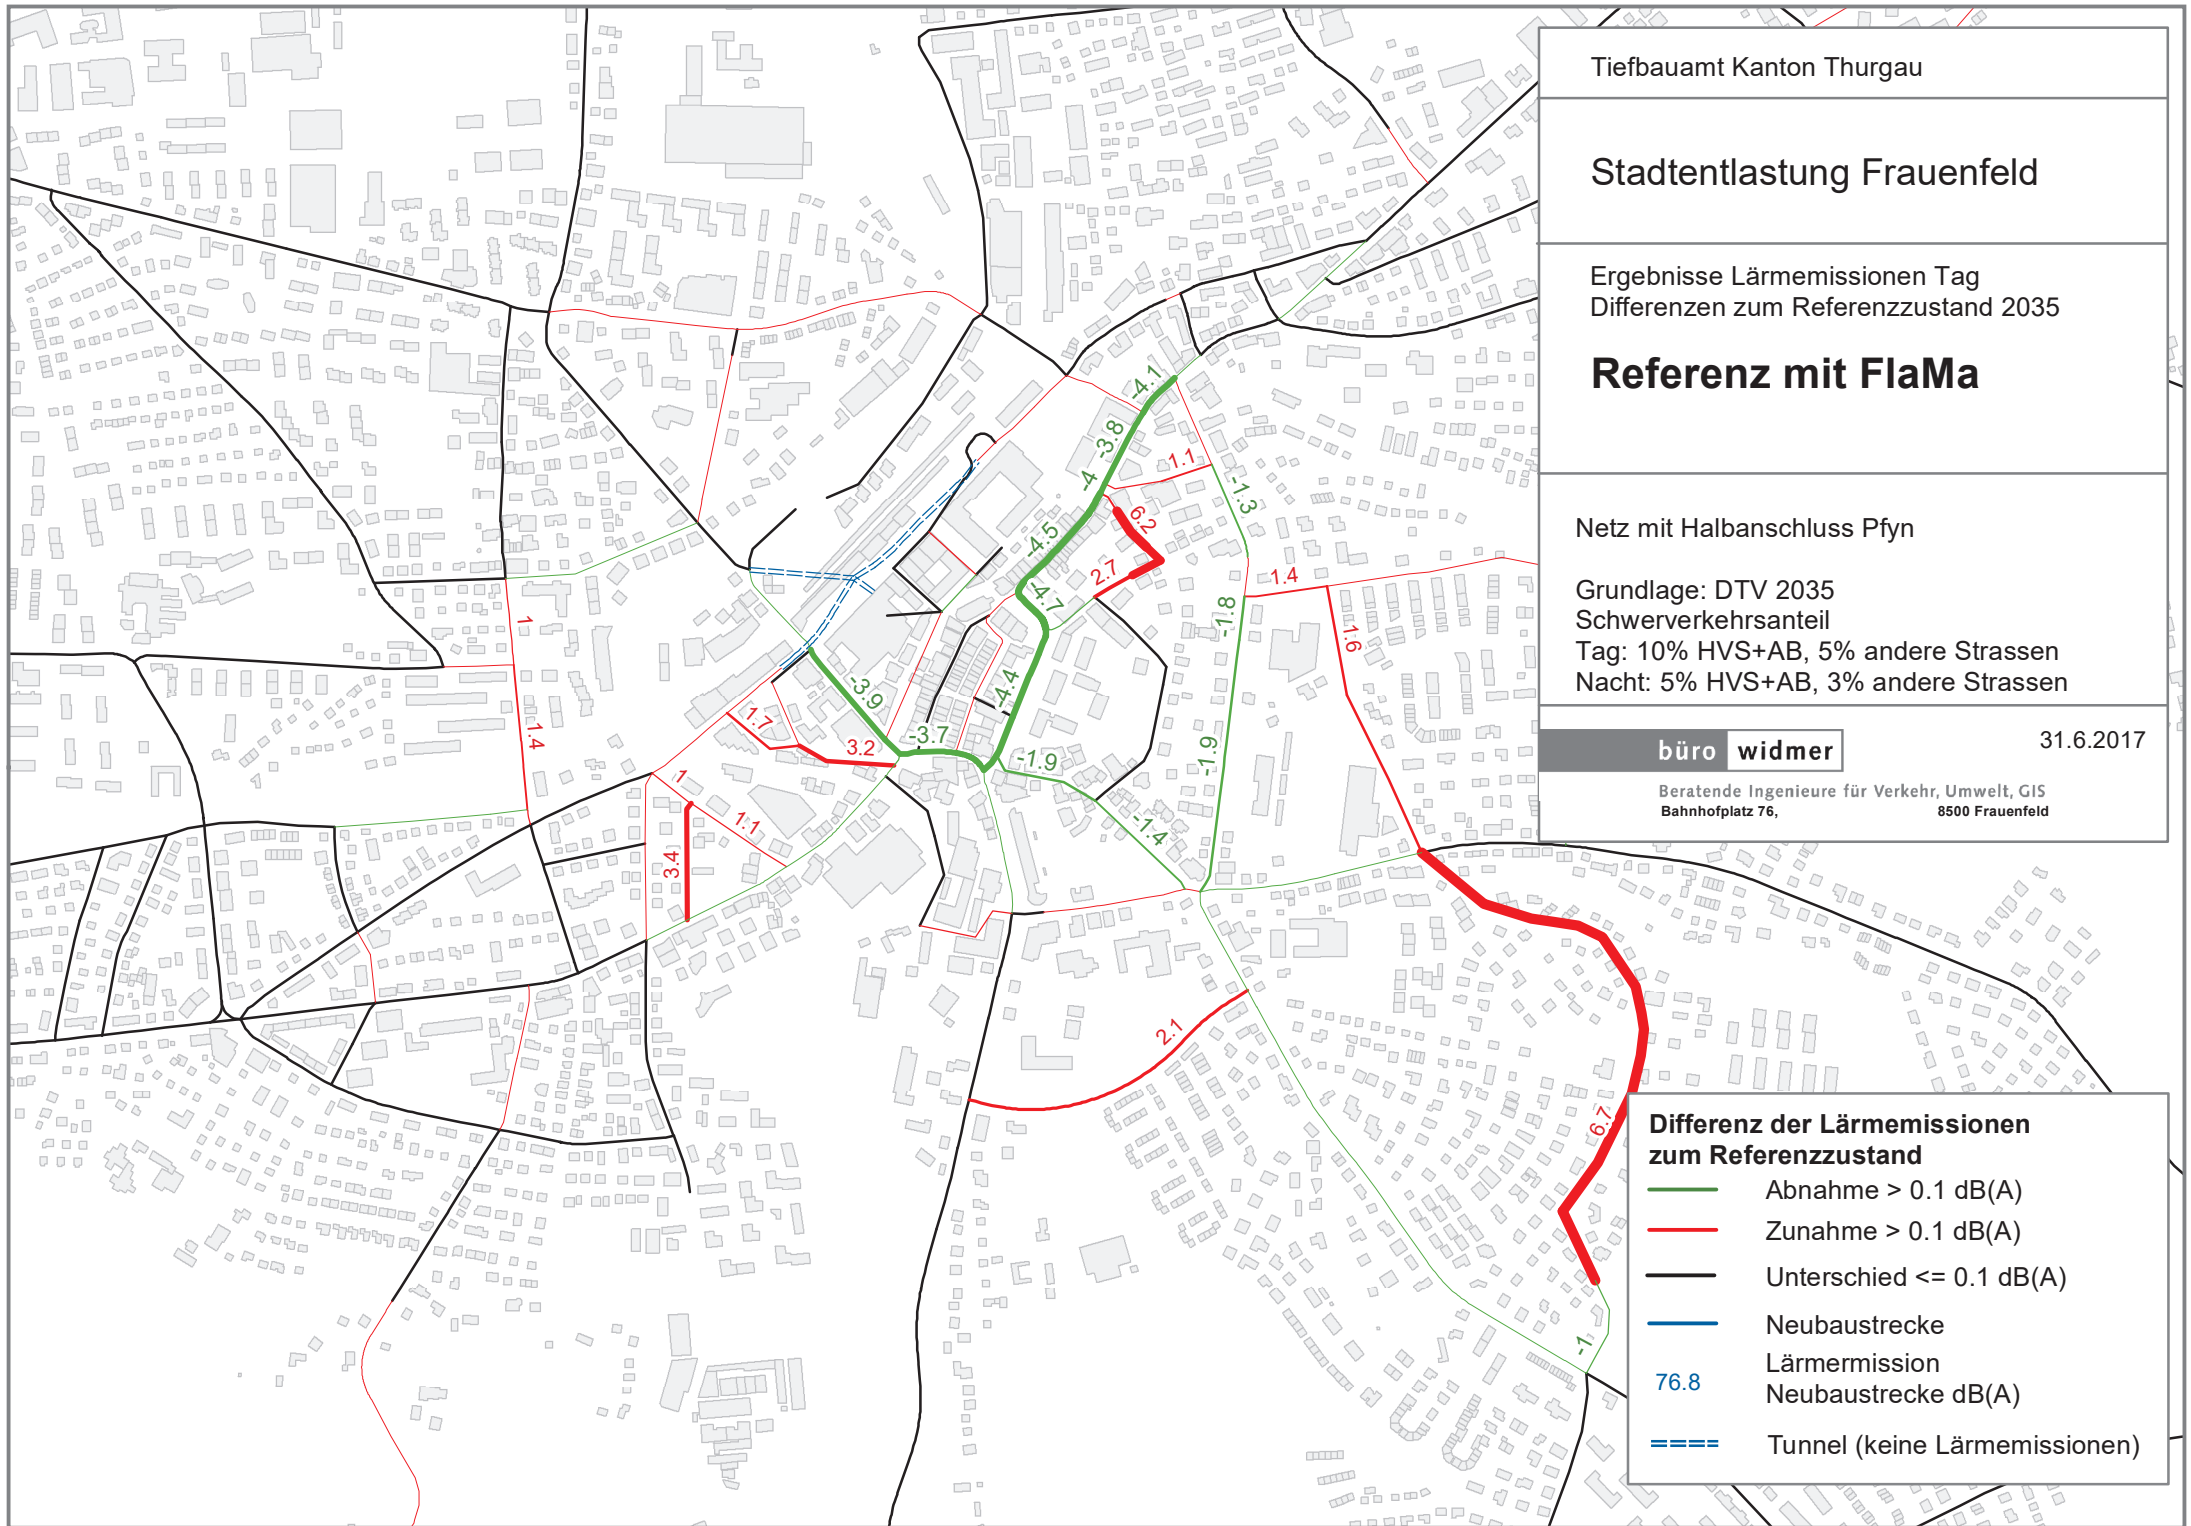 Tiefbauamt Kanton Thurgau
Stadtentlastung Frauenfeld
Ergebnisse Lärmemissionen Tag
Differenzen zum Referenzzustand 2035
Referenz mit FlaMa
Netz mit Halbanschluss Pfyn
Grundlage: DTV 2035
Schwerverkehrsanteil
Tag: 10% HVS+AB, 5% andere Strassen
Nacht: 5% HVS+AB, 3% andere Strassen
büro widmer
31.6.2017
Beratende Ingenieure für Verkehr, Umwelt, GIS
Bahnhofplatz 76, 8500 Frauenfeld
-4.1
-3.8
-4
1.1
-1.3
6.2
-4.5
2.7
-4.7
1.4
-1.8
1
1.6
-3.9
-4.4
1.7
3.2
-3.7
-1.9
-1.9
1.4
1
1.1
-1.4
3.4
2.1
6.7
-1
Differenz der Lärmemissionen
zum Referenzzustand
Abnahme > 0.1 dB(A)
Zunahme > 0.1 dB(A)
Unterschied <= 0.1 dB(A)
Neubaustrecke
76.8
Lärmermission
Neubaustrecke dB(A)
Tunnel (keine Lärmemissionen)